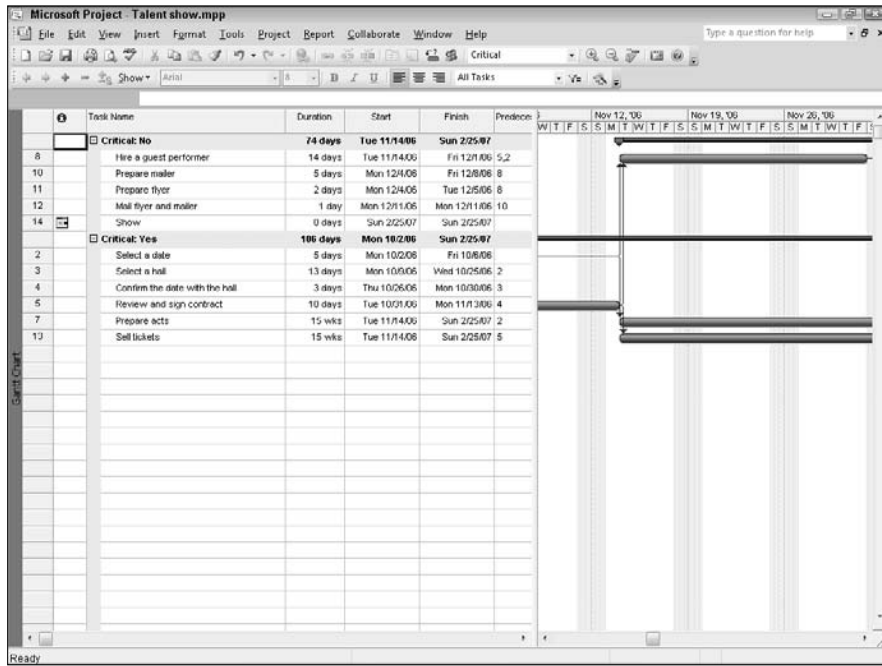 Microsoft Project - Talent show.mpp
File Edit View Insert Format Tools Project Report Collaborate Window Help Type a question for help
Critical
Show Arial 8 B I U All Tasks
Task Name Duration Start Finish Predeces
Nov 12, '06 Nov 19, '06 Nov 26, '06
W T F S S M T W T F S S M T W T F S S M T W T F S
Critical: No 74 days Tue 11/14/06 Sun 2/25/07
8 Hire a guest performer 14 days Tue 11/14/06 Fri 12/1/06 5,2
10 Prepare mailer 5 days Mon 12/4/06 Fri 12/8/06 8
11 Prepare flyer 2 days Mon 12/4/06 Tue 12/5/06 8
12 Mail flyer and mailer 1 day Mon 12/11/06 Mon 12/11/06 10
14 Show 0 days Sun 2/25/07 Sun 2/25/07
Critical: Yes 106 days Mon 10/2/06 Sun 2/25/07
2 Select a date 5 days Mon 10/2/06 Fri 10/6/06
3 Select a hall 13 days Mon 10/9/06 Wed 10/25/06 2
4 Confirm the date with the hall 3 days Thu 10/26/06 Mon 10/30/06 3
5 Review and sign contract 10 days Tue 10/31/06 Mon 11/13/06 4
7 Prepare acts 15 wks Tue 11/14/06 Sun 2/25/07 2
13 Sell tickets 15 wks Tue 11/14/06 Sun 2/25/07 5
Gantt Chart
Ready